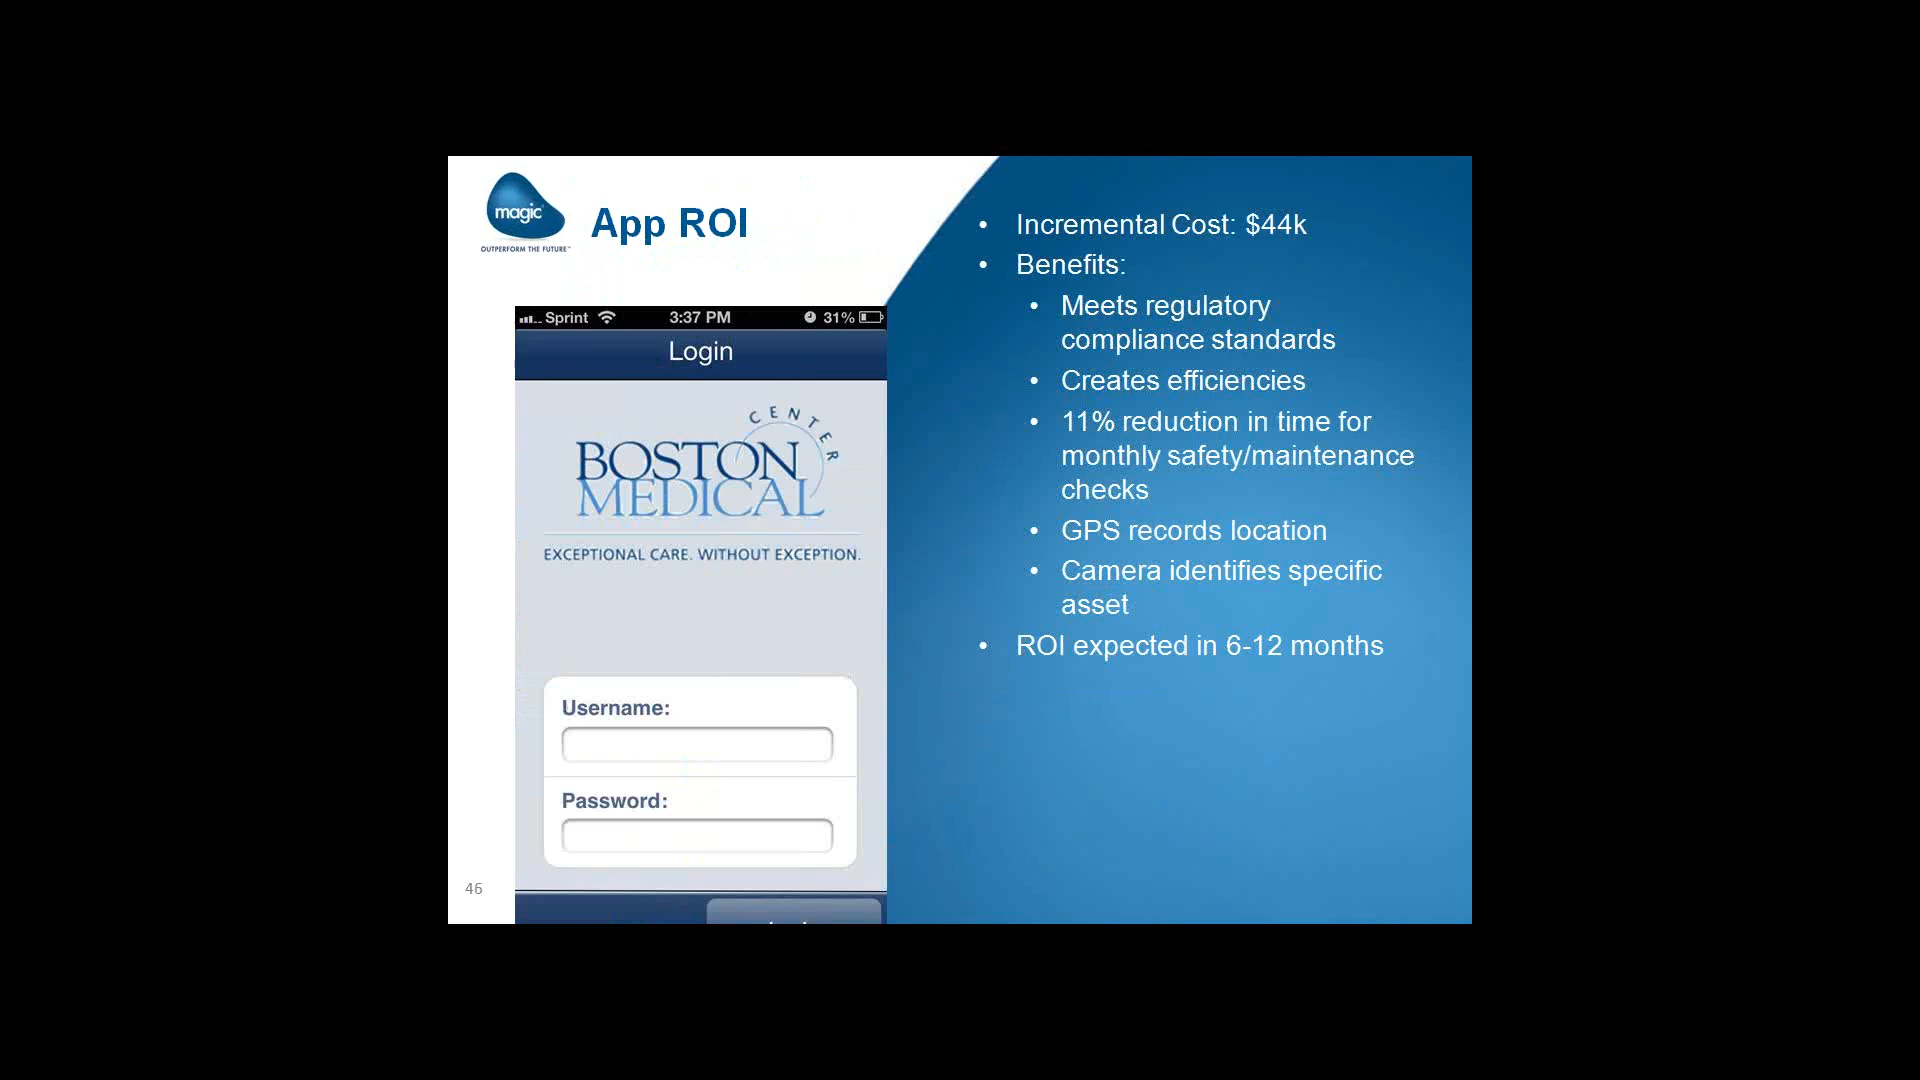 magic
OUTPERFORM THE FUTURE™
App ROI
Sprint 3:37 PM 31%
Login
CENTER
BOSTON
MEDICAL
EXCEPTIONAL CARE. WITHOUT EXCEPTION.
Username:
Password:
46
• Incremental Cost: $44k
• Benefits:
• Meets regulatory
compliance standards
• Creates efficiencies
• 11% reduction in time for
monthly safety/maintenance
checks
• GPS records location
• Camera identifies specific
asset
• ROI expected in 6-12 months